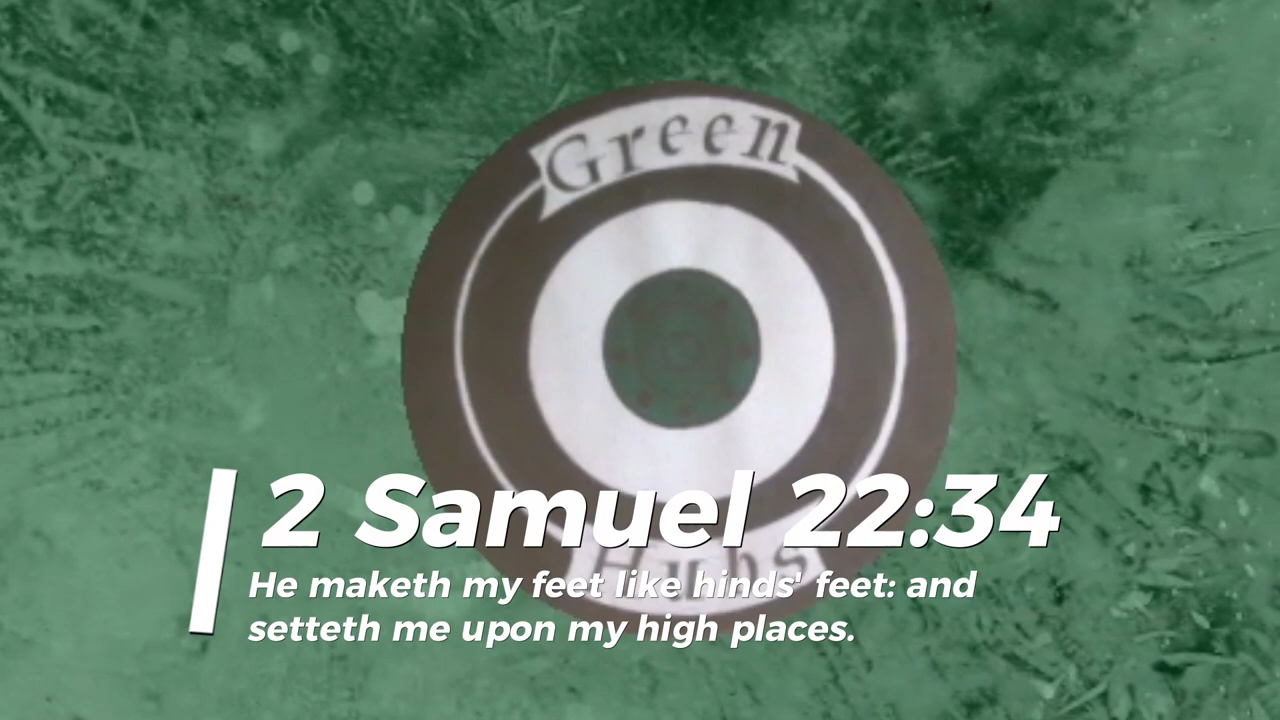 Green
2 Samuel 22:34
He maketh my feet like hinds' feet: and
setteth me upon my high places.